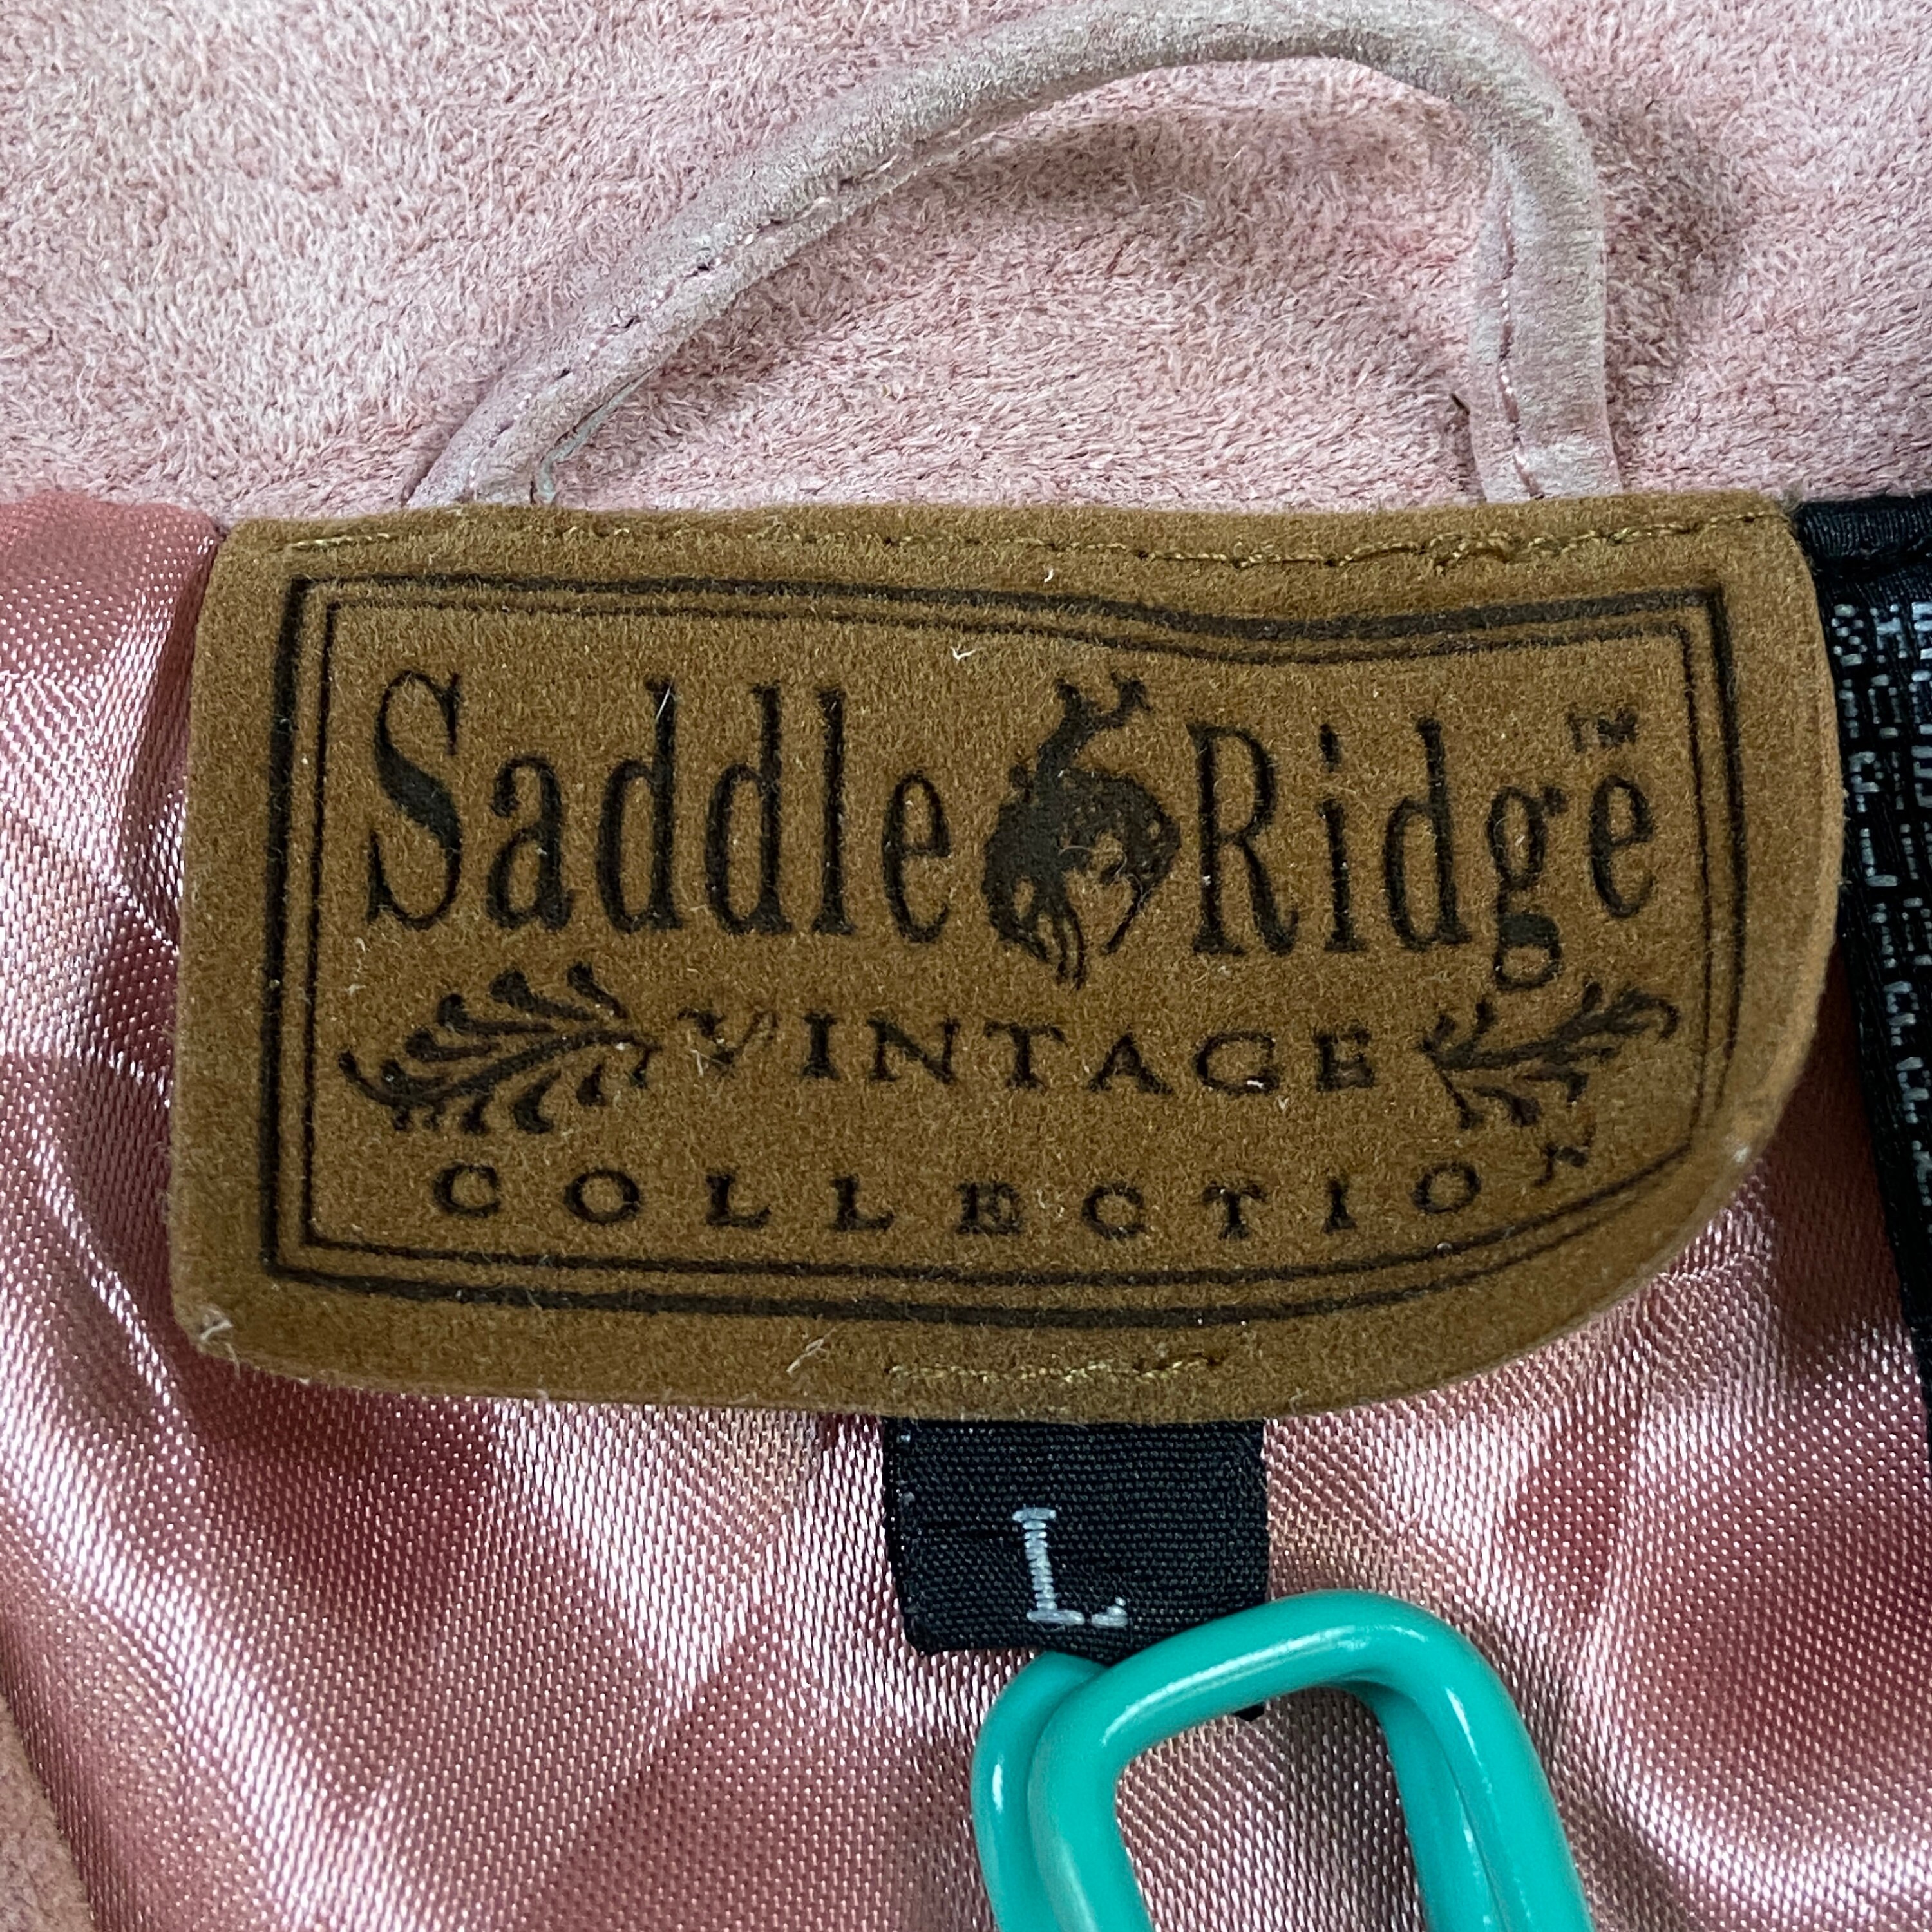 Saddle Ridge™
VINTAGE
COLLECTION
L